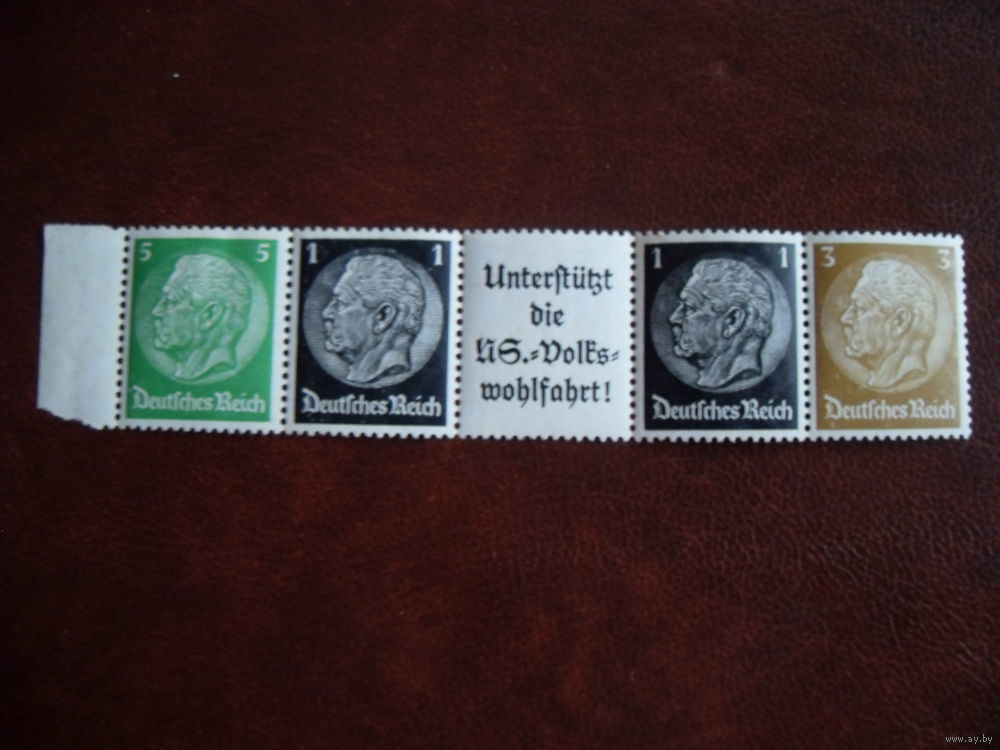 5 5
Deutsches Reich
1 1
Deutsches Reich
Unterstützt
die
NS.=Volks=
wohlfahrt!
1 1
Deutsches Reich
3 3
Deutsches Reich
www.ay.by